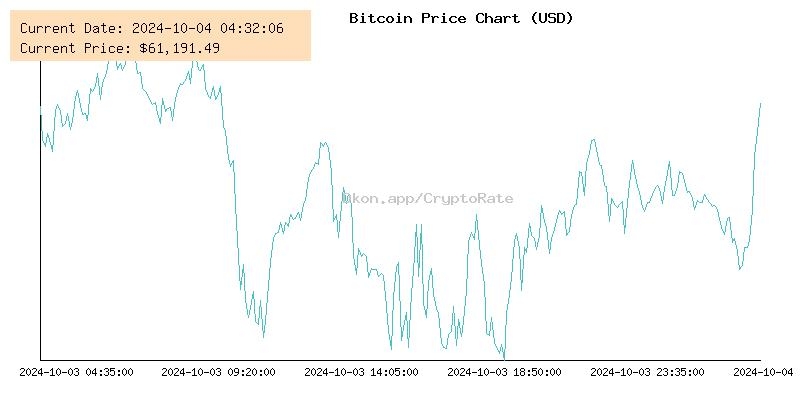 Bitcoin Price Chart (USD)
Current Date: 2024-10-04 04:32:06
Current Price: $61,191.49
kon.app/CryptoRate
2024-10-03 04:35:00 2024-10-03 09:20:00 2024-10-03 14:05:00 2024-10-03 18:50:00 2024-10-03 23:35:00 2024-10-04